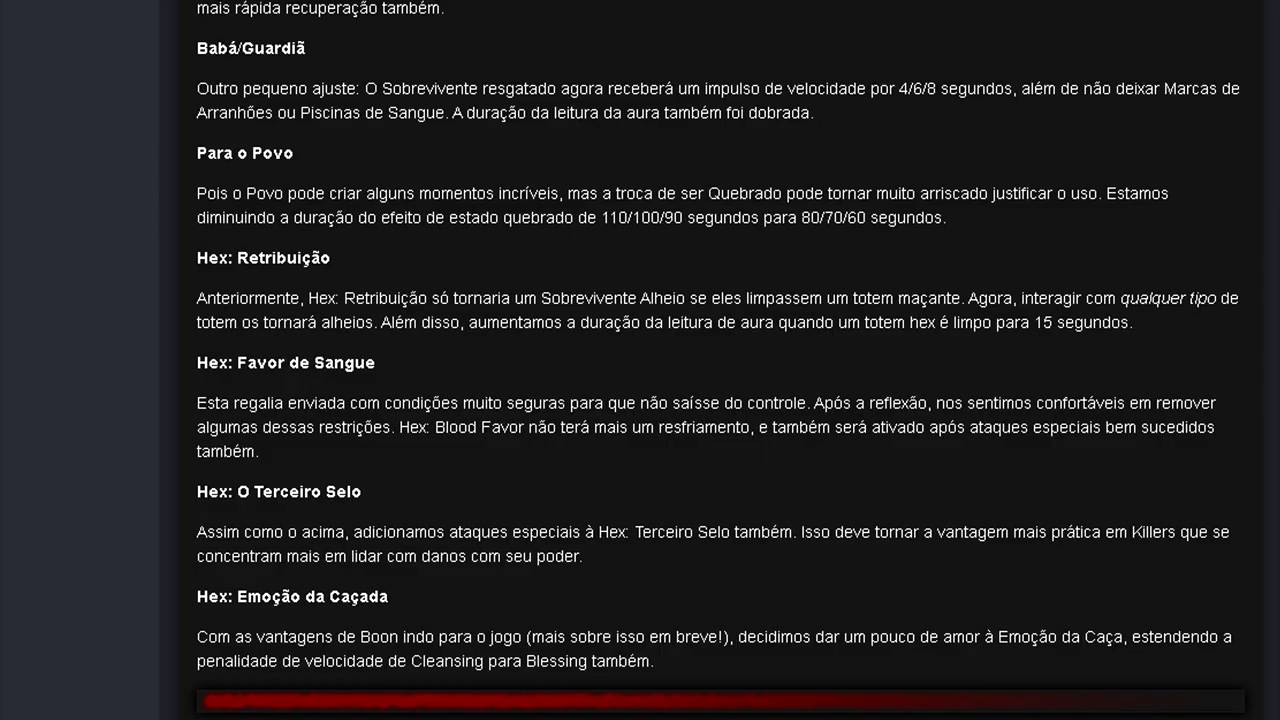 mais rápida recuperação também.
Babá/Guardiã
Outro pequeno ajuste: O Sobrevivente resgatado agora receberá um impulso de velocidade por 4/6/8 segundos, além de não deixar Marcas de
Arranhões ou Piscinas de Sangue. A duração da leitura da aura também foi dobrada.
Para o Povo
Pois o Povo pode criar alguns momentos incríveis, mas a troca de ser Quebrado pode tornar muito arriscado justificar o uso. Estamos
diminuindo a duração do efeito de estado quebrado de 110/100/90 segundos para 80/70/60 segundos.
Hex: Retribuição
Anteriormente, Hex: Retribuição só tornaria um Sobrevivente Alheio se eles limpassem um totem maçante. Agora, interagir com qualquer tipo de
totem os tornará alheios. Além disso, aumentamos a duração da leitura de aura quando um totem hex é limpo para 15 segundos.
Hex: Favor de Sangue
Esta regalia enviada com condições muito seguras para que não saísse do controle. Após a reflexão, nos sentimos confortáveis em remover
algumas dessas restrições. Hex: Blood Favor não terá mais um resfriamento, e também será ativado após ataques especiais bem sucedidos
também.
Hex: O Terceiro Selo
Assim como o acima, adicionamos ataques especiais à Hex: Terceiro Selo também. Isso deve tornar a vantagem mais prática em Killers que se
concentram mais em lidar com danos com seu poder.
Hex: Emoção da Caçada
Com as vantagens de Boon indo para o jogo (mais sobre isso em breve!), decidimos dar um pouco de amor à Emoção da Caça, estendendo a
penalidade de velocidade de Cleansing para Blessing também.